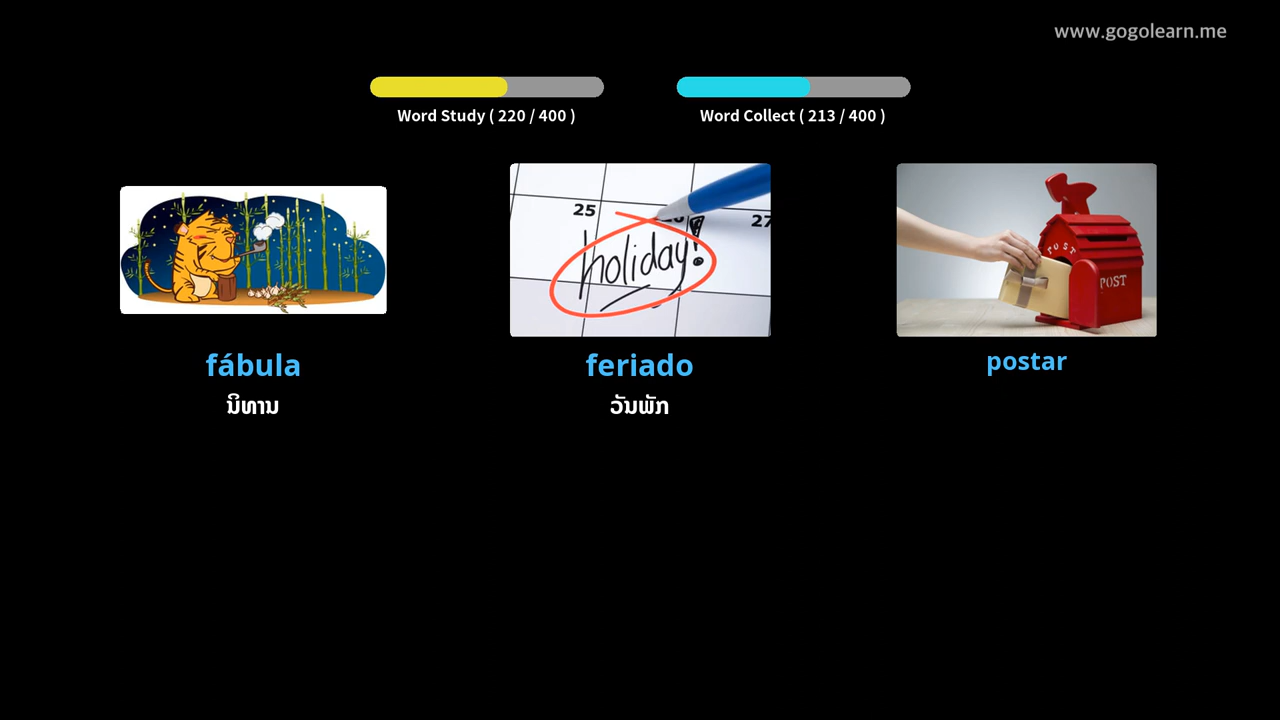 www.gogolearn.me
Word Study ( 220 / 400 )
Word Collect ( 213 / 400 )
25
27
holiday!
POST
POST
fábula
feriado
postar
ນິທານ
ວັນພັກ